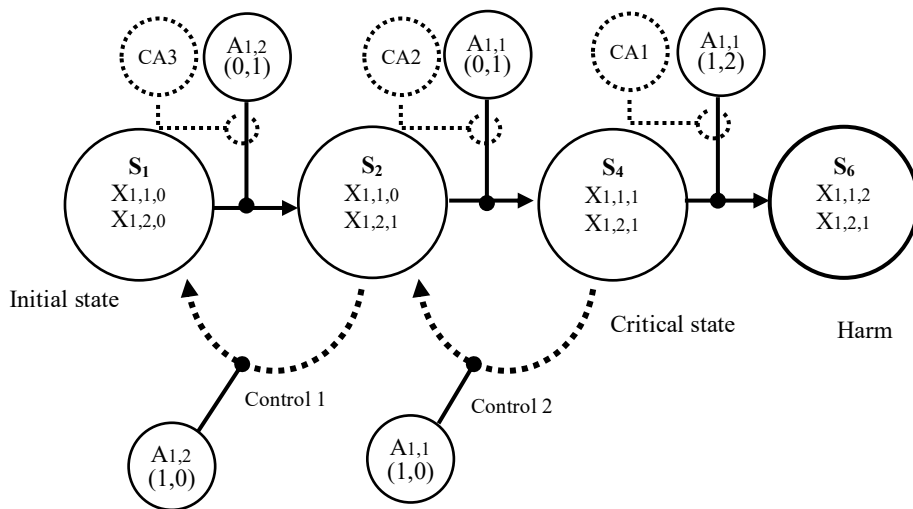 CA3
A1,2
(0,1)
CA2
A1,1
(0,1)
CA1
A1,1
(1,2)
S1
X1,1,0
X1,2,0
S2
X1,1,0
X1,2,1
S4
X1,1,1
X1,2,1
S6
X1,1,2
X1,2,1
Initial state
Critical state
Harm
Control 1
Control 2
A1,2
(1,0)
A1,1
(1,0)